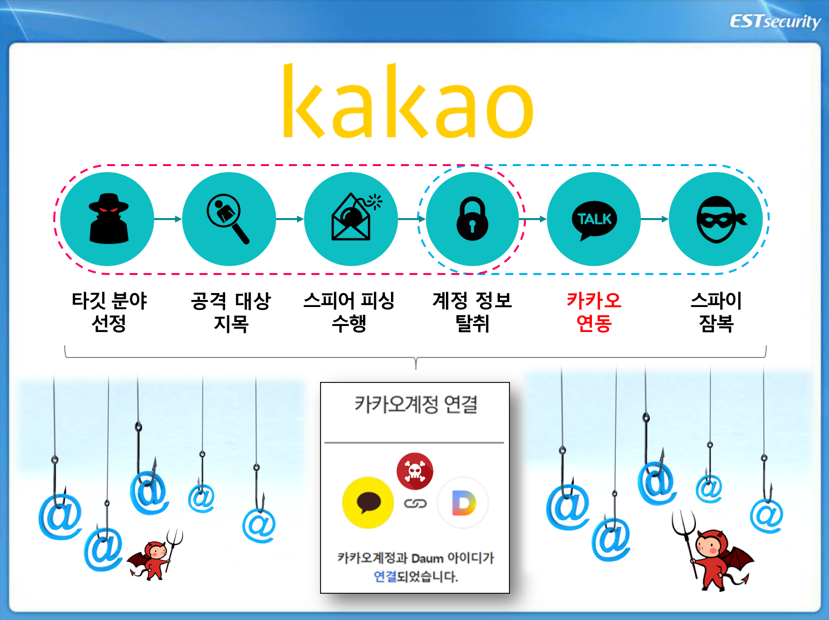 ESTsecurity
kakao
TALK
타깃 분야
선정
공격 대상
지목
스피어 피싱
수행
계정 정보
탈취
카카오
연동
스파이
잠복
카카오계정 연결
D
카카오계정과 Daum 아이디가
연결되었습니다.
@
@
@
@
@
@
@
@
@
@